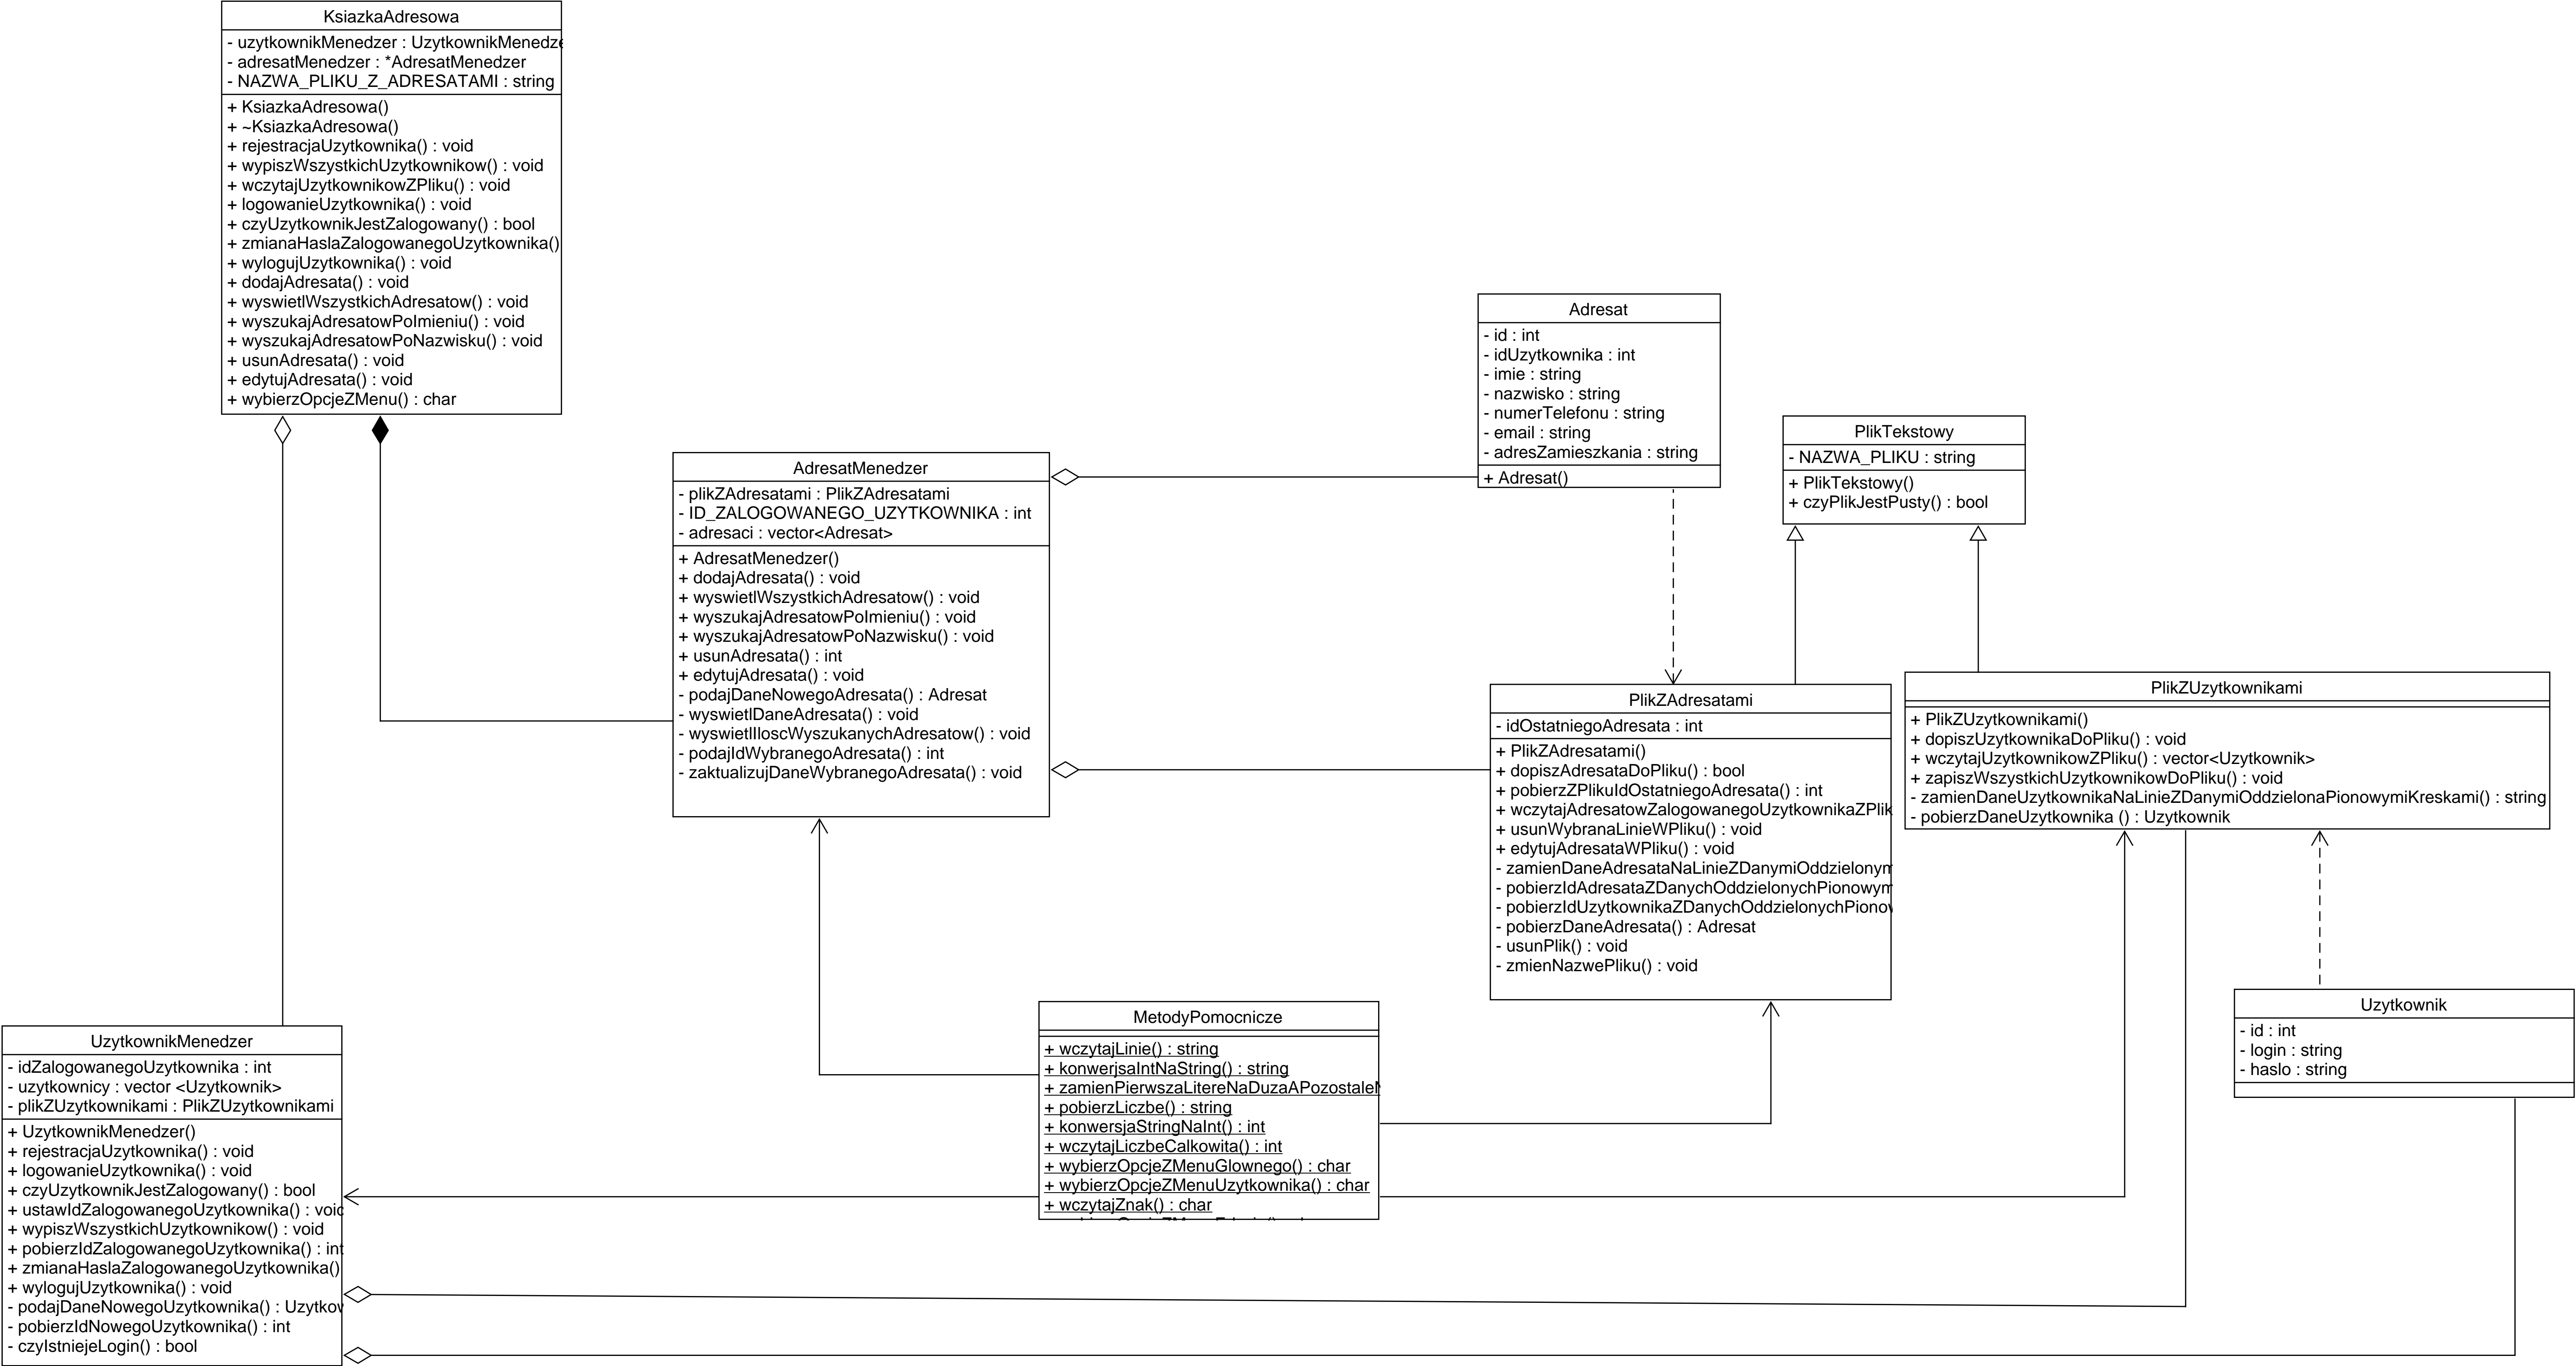 KsiazkaAdresowa
- uzytkownikMenedzer : UzytkownikMenedze
- adresatMenedzer : *AdresatMenedzer
- NAZWA_PLIKU_Z_ADRESATAMI : string
+ KsiazkaAdresowa()
+ ~KsiazkaAdresowa()
+ rejestracjaUzytkownika() : void
+ wypiszWszystkichUzytkownikow() : void
+ wczytajUzytkownikowZPliku() : void
+ logowanieUzytkownika() : void
+ czyUzytkownikJestZalogowany() : bool
+ zmianaHaslaZalogowanegoUzytkownika()
+ wylogujUzytkownika() : void
+ dodajAdresata() : void
+ wyswietlWszystkichAdresatow() : void
+ wyszukajAdresatowPoImieniu() : void
+ wyszukajAdresatowPoNazwisku() : void
+ usunAdresata() : void
+ edytujAdresata() : void
+ wybierzOpcjeZMenu() : char
Adresat
- id : int
- idUzytkownika : int
- imie : string
- nazwisko : string
- numerTelefonu : string
- email : string
- adresZamieszkania : string
+ Adresat()
PlikTekstowy
- NAZWA_PLIKU : string
+ PlikTekstowy()
+ czyPlikJestPusty() : bool
AdresatMenedzer
- plikZAdresatami : PlikZAdresatami
- ID_ZALOGOWANEGO_UZYTKOWNIKA : int
- adresaci : vector<Adresat>
+ AdresatMenedzer()
+ dodajAdresata() : void
+ wyswietlWszystkichAdresatow() : void
+ wyszukajAdresatowPoImieniu() : void
+ wyszukajAdresatowPoNazwisku() : void
+ usunAdresata() : int
+ edytujAdresata() : void
- podajDaneNowegoAdresata() : Adresat
- wyswietlDaneAdresata() : void
- wyswietlIloscWyszukanychAdresatow() : void
- podajIdWybranegoAdresata() : int
- zaktualizujDaneWybranegoAdresata() : void
PlikZAdresatami
- idOstatniegoAdresata : int
+ PlikZAdresatami()
+ dopiszAdresataDoPliku() : bool
+ pobierzZPlikuIdOstatniegoAdresata() : int
+ wczytajAdresatowZalogowanegoUzytkownikaZPlik
+ usunWybranaLinieWPliku() : void
+ edytujAdresataWPliku() : void
- zamienDaneAdresataNaLinieZDanymiOddzielonym
- pobierzIdAdresataZDanychOddzielonychPionowym
- pobierzIdUzytkownikaZDanychOddzielonychPionow
- pobierzDaneAdresata() : Adresat
- usunPlik() : void
- zmienNazwePliku() : void
PlikZUzytkownikami
+ PlikZUzytkownikami()
+ dopiszUzytkownikaDoPliku() : void
+ wczytajUzytkownikowZPliku() : vector<Uzytkownik>
+ zapiszWszystkichUzytkownikowDoPliku() : void
- zamienDaneUzytkownikaNaLinieZDanymiOddzielonaPionowymiKreskami() : string
- pobierzDaneUzytkownika () : Uzytkownik
UzytkownikMenedzer
- idZalogowanegoUzytkownika : int
- uzytkownicy : vector <Uzytkownik>
- plikZUzytkownikami : PlikZUzytkownikami
+ UzytkownikMenedzer()
+ rejestracjaUzytkownika() : void
+ logowanieUzytkownika() : void
+ czyUzytkownikJestZalogowany() : bool
+ ustawIdZalogowanegoUzytkownika() : void
+ wypiszWszystkichUzytkownikow() : void
+ pobierzIdZalogowanegoUzytkownika() : int
+ zmianaHaslaZalogowanegoUzytkownika()
+ wylogujUzytkownika() : void
- podajDaneNowegoUzytkownika() : Uzytkow
- pobierzIdNowegoUzytkownika() : int
- czyIstniejeLogin() : bool
MetodyPomocnicze
+ wczytajLinie() : string
+ konwerjsaIntNaString() : string
+ zamienPierwszaLitereNaDuzaAPozostaleN
+ pobierzLiczbe() : string
+ konwersjaStringNaInt() : int
+ wczytajLiczbeCalkowita() : int
+ wybierzOpcjeZMenuGlownego() : char
+ wybierzOpcjeZMenuUzytkownika() : char
+ wczytajZnak() : char
Uzytkownik
- id : int
- login : string
- haslo : string